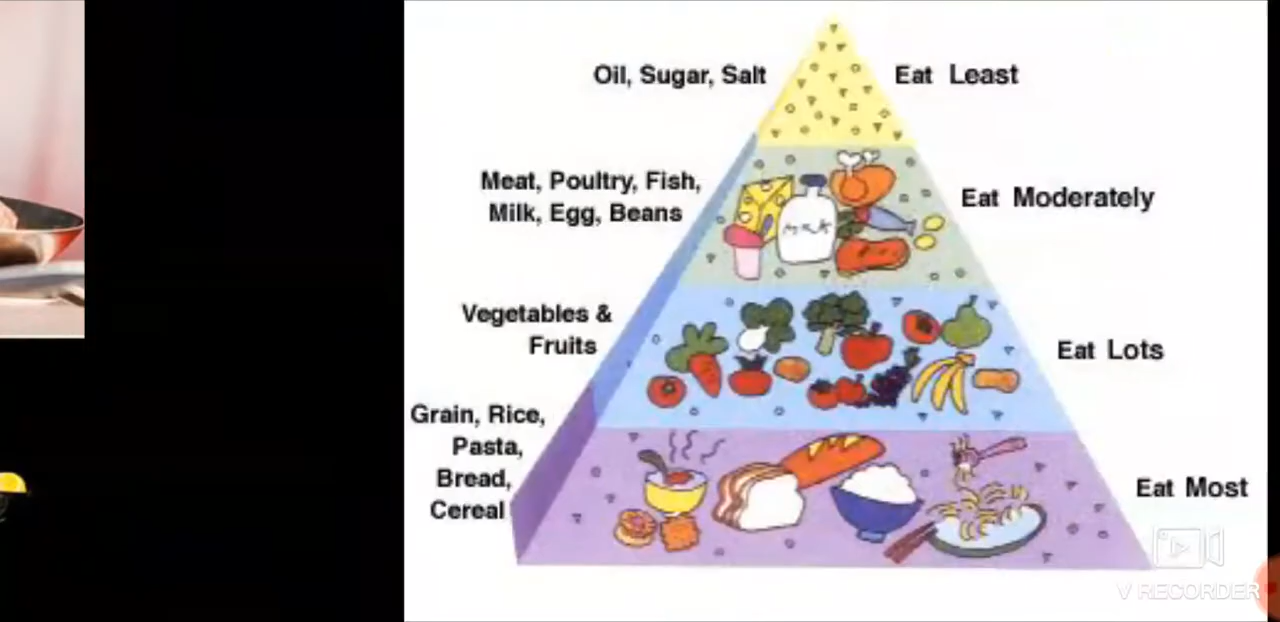 Oil, Sugar, Salt
Eat Least
Meat, Poultry, Fish,
Milk, Egg, Beans
Eat Moderately
MILK
Vegetables &
Fruits
Eat Lots
Grain, Rice,
Pasta,
Bread,
Cereal
Eat Most
V RECORDER